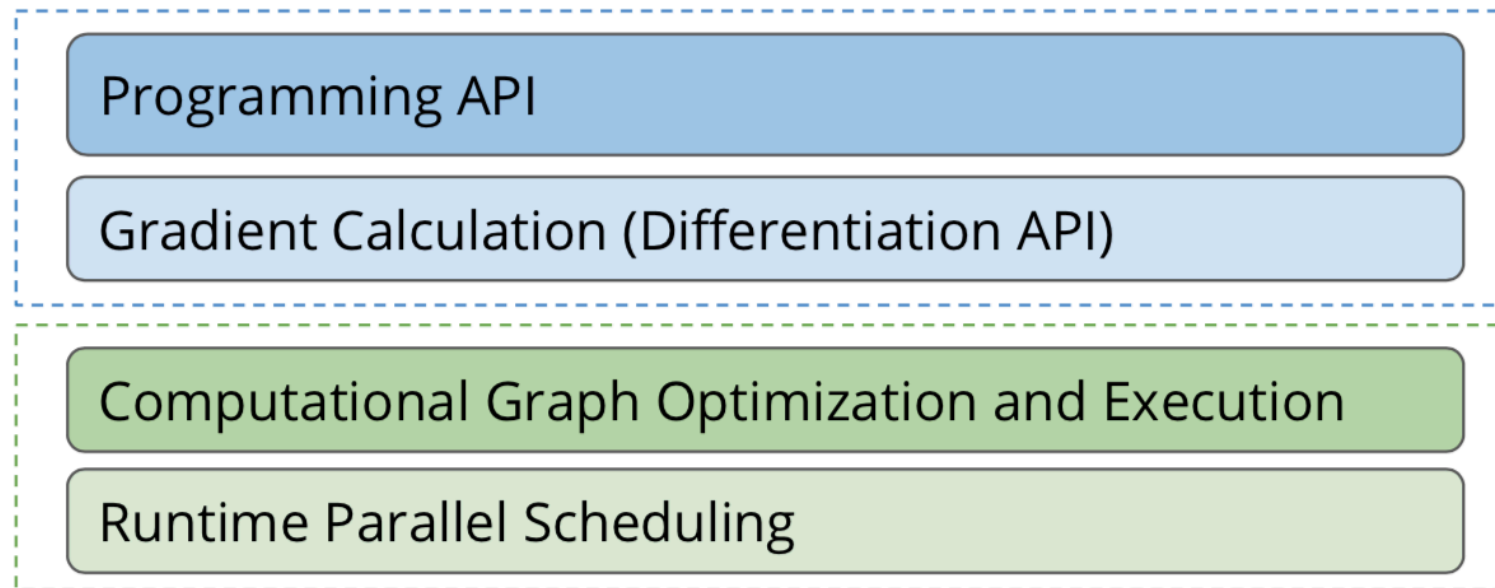 Programming API
Gradient Calculation (Differentiation API)
Computational Graph Optimization and Execution
Runtime Parallel Scheduling